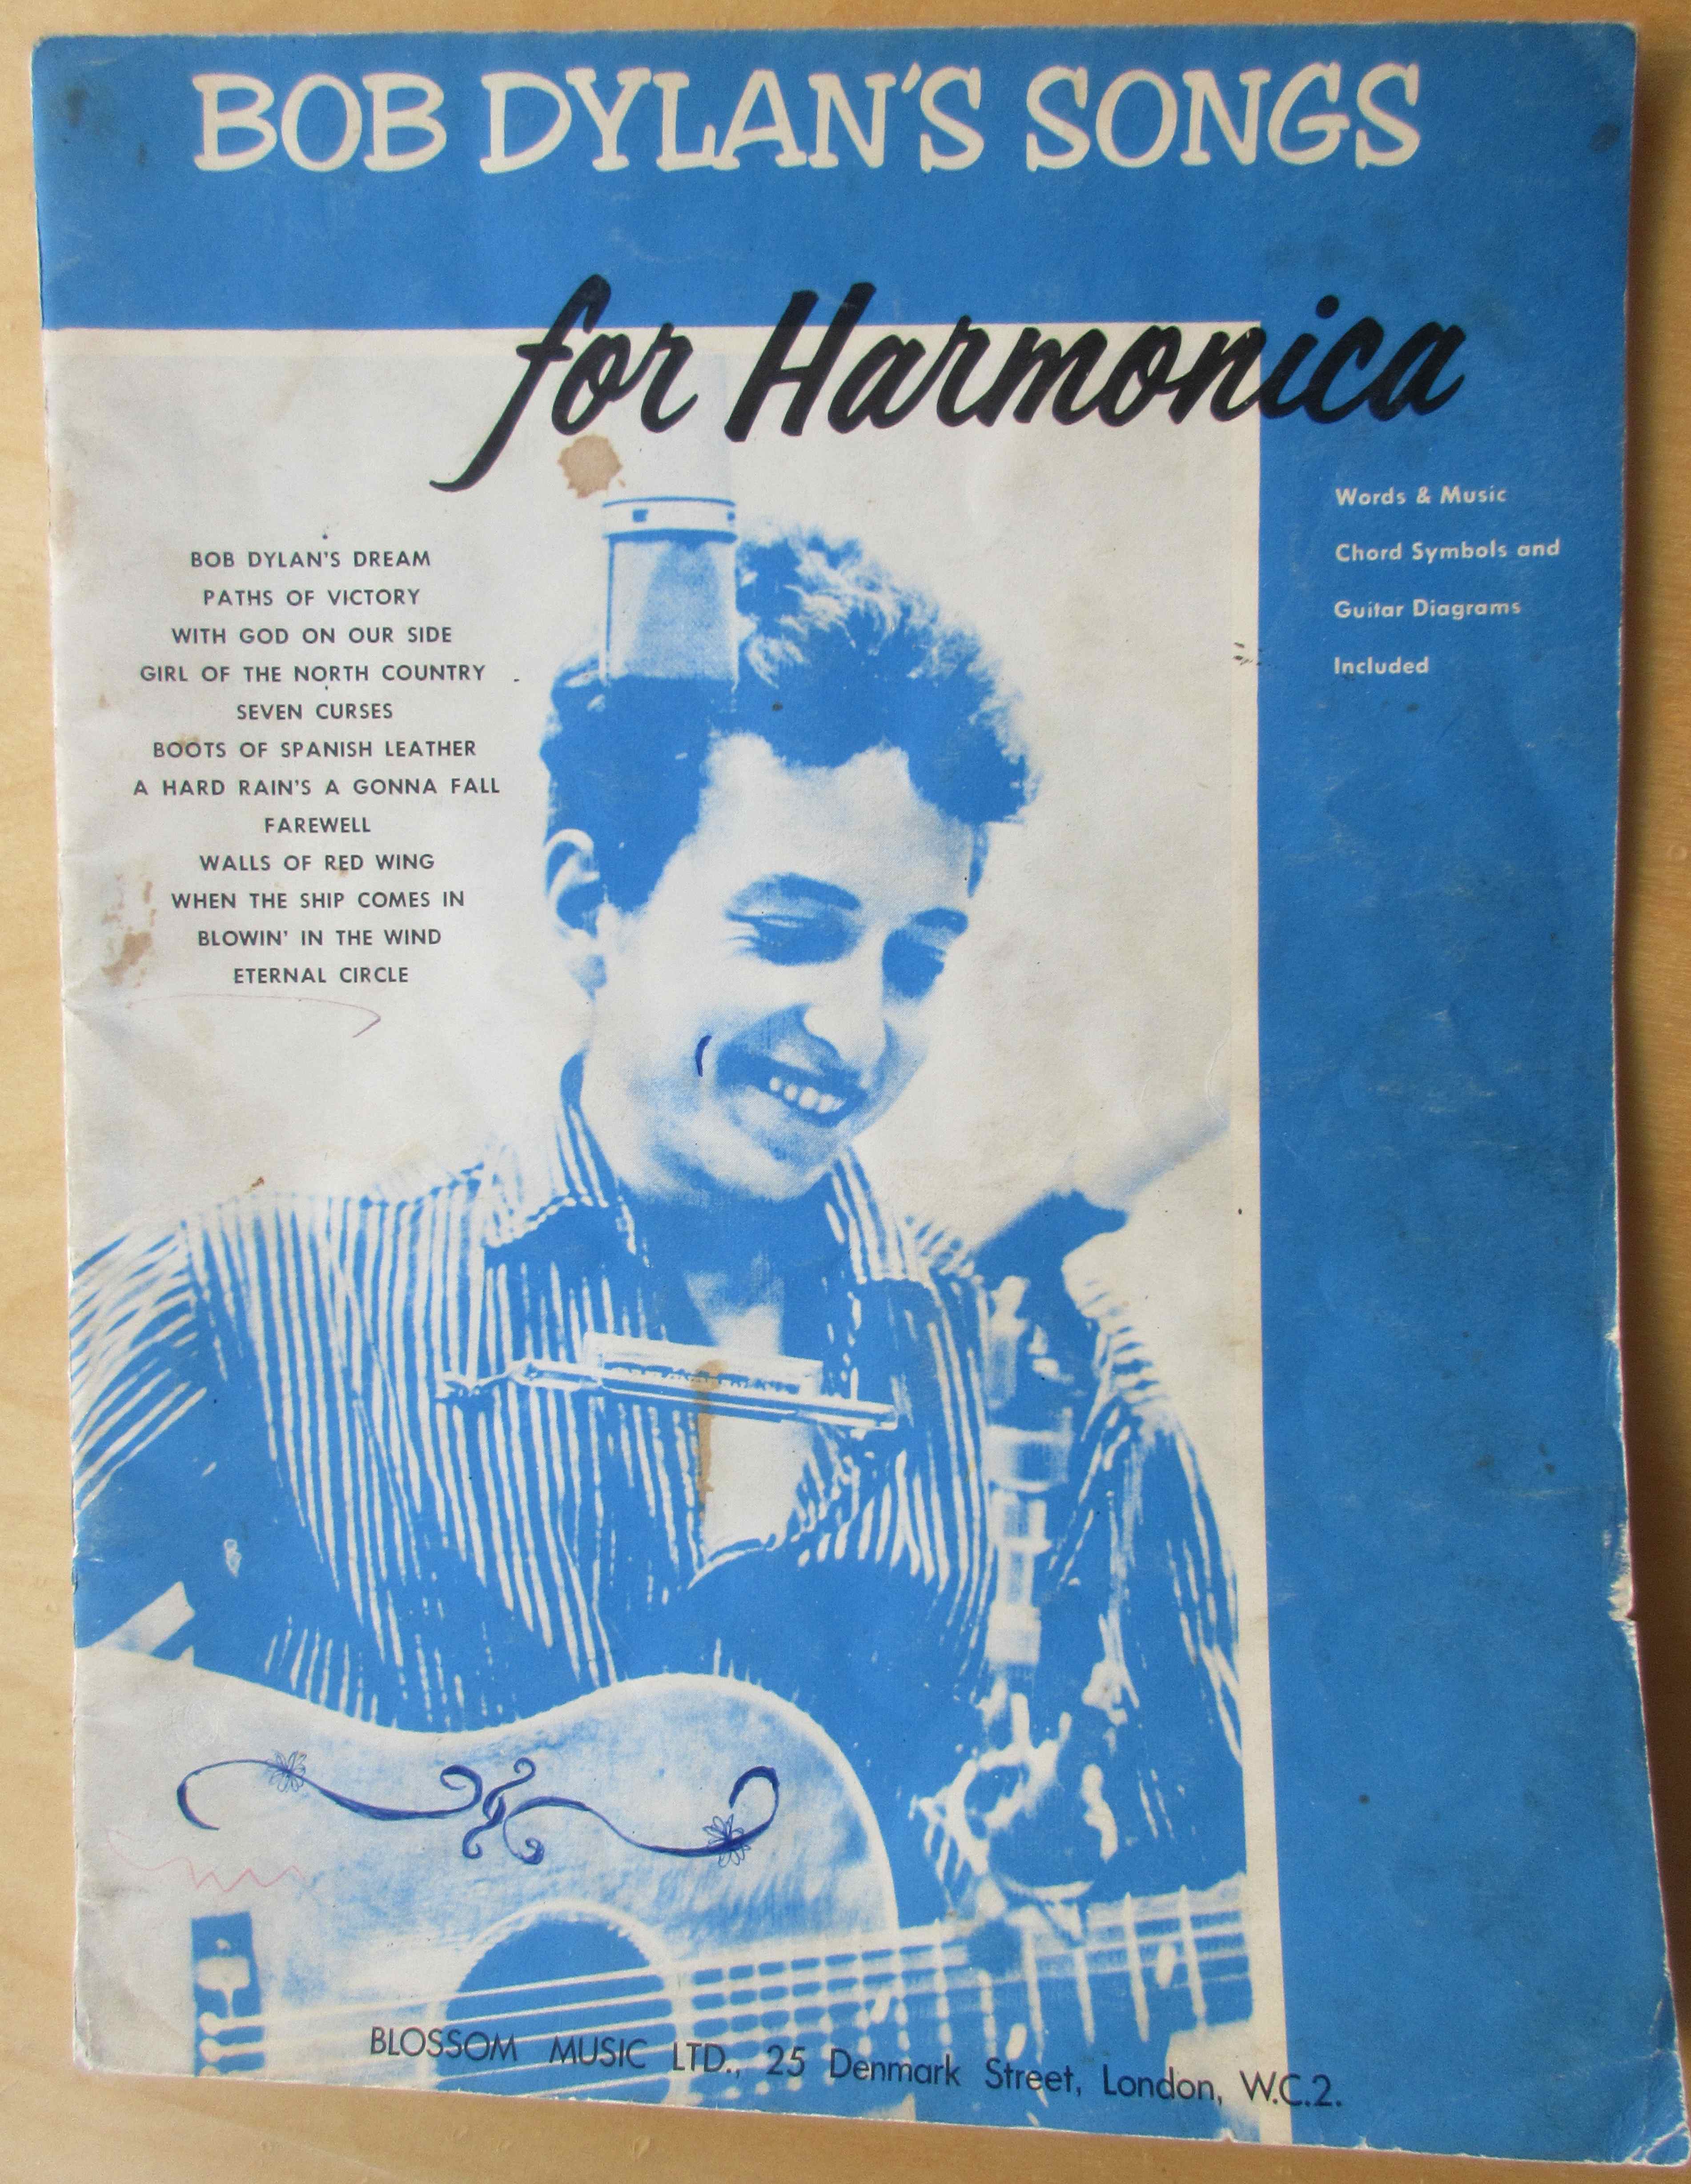 BOB DYLAN'S SONGS
for Harmonica
Words & Music
Chord Symbols and
Guitar Diagrams
Included
BOB DYLAN'S DREAM
PATHS OF VICTORY
WITH GOD ON OUR SIDE
GIRL OF THE NORTH COUNTRY
SEVEN CURSES
BOOTS OF SPANISH LEATHER
A HARD RAIN'S A GONNA FALL
FAREWELL
WALLS OF RED WING
WHEN THE SHIP COMES IN
BLOWIN' IN THE WIND
ETERNAL CIRCLE
BLOSSOM MUSIC LTD., 25 Denmark Street, London, W.C.2.